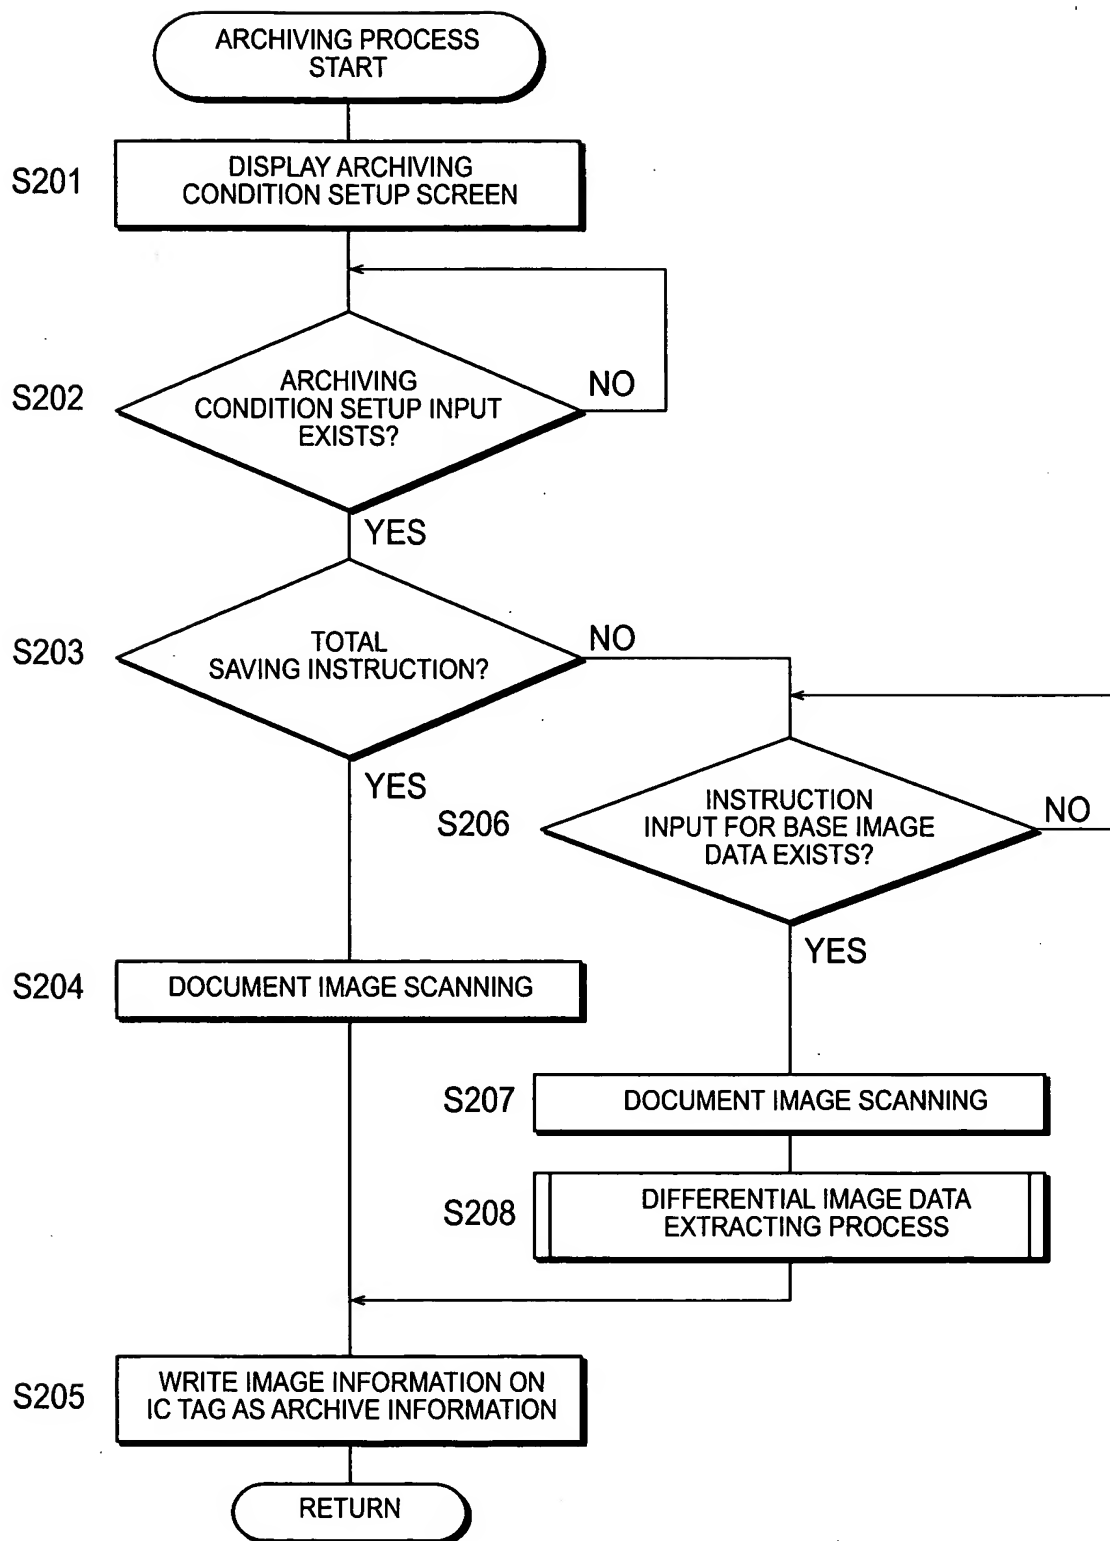 ARCHIVING PROCESS
START
S201
DISPLAY ARCHIVING
CONDITION SETUP SCREEN
S202
ARCHIVING
CONDITION SETUP INPUT
EXISTS?
NO
YES
S203
TOTAL
SAVING INSTRUCTION?
NO
YES
S206
INSTRUCTION
INPUT FOR BASE IMAGE
DATA EXISTS?
NO
YES
S204
DOCUMENT IMAGE SCANNING
S207
DOCUMENT IMAGE SCANNING
S208
DIFFERENTIAL IMAGE DATA
EXTRACTING PROCESS
S205
WRITE IMAGE INFORMATION ON
IC TAG AS ARCHIVE INFORMATION
RETURN